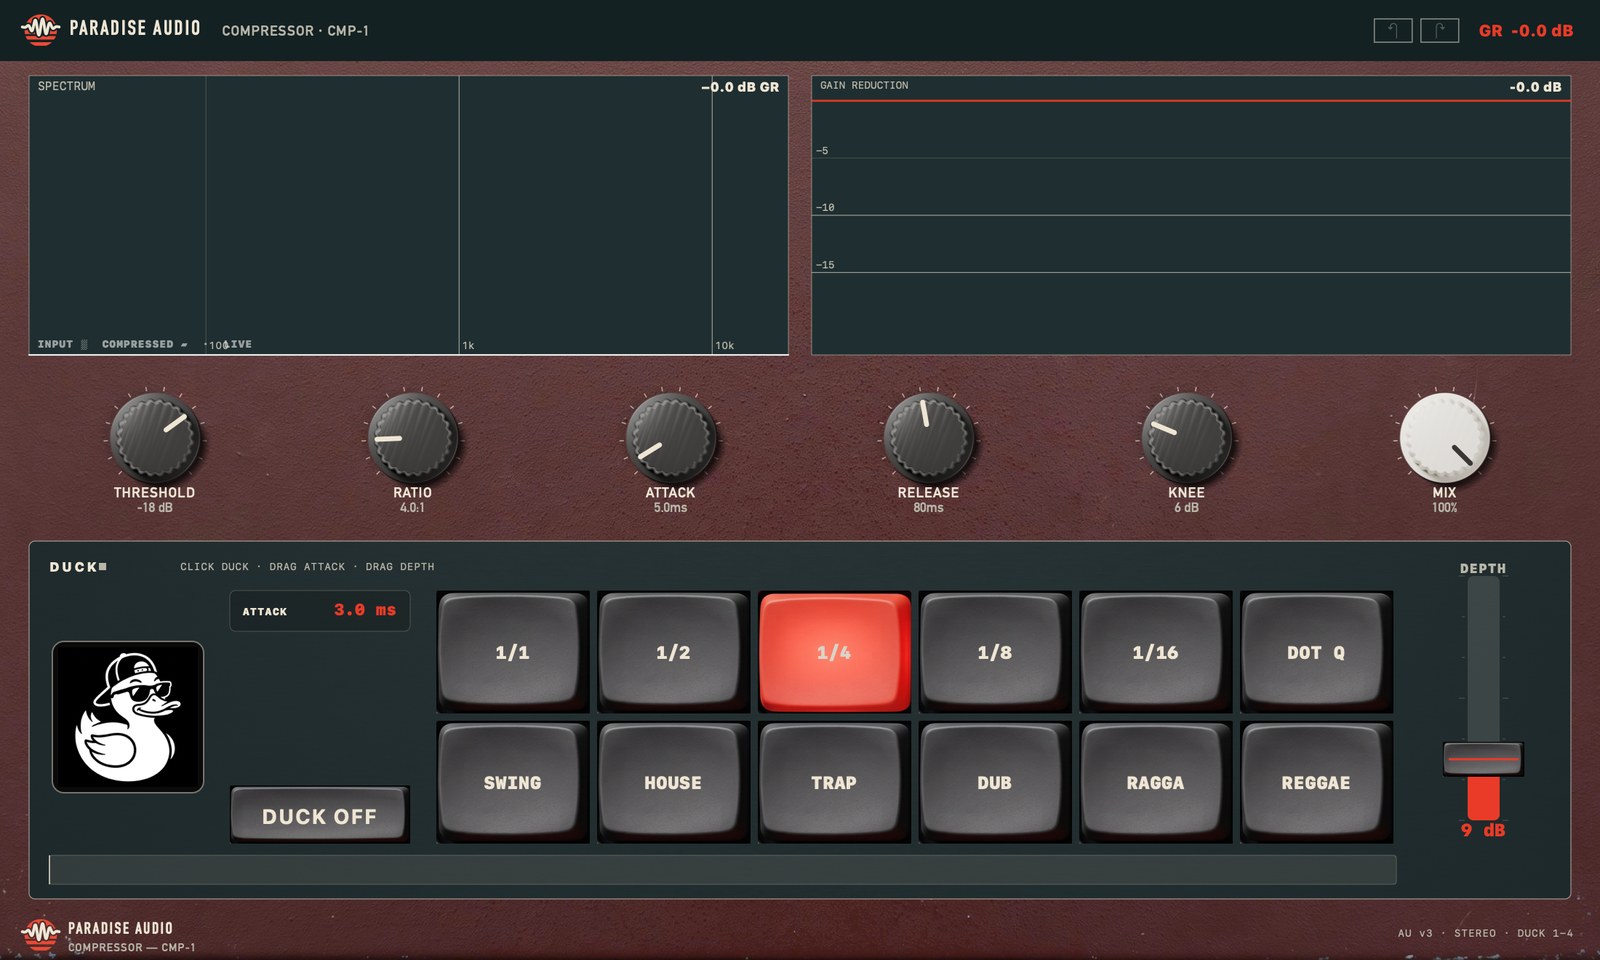 PARADISE AUDIO COMPRESSOR · CMP-1 GR -0.0 dB
SPECTRUM −0.0 dB GR
GAIN REDUCTION -0.0 dB
−5
−10
−15
INPUT ▒ COMPRESSED ▰ · LIVE
100 1k 10k
THRESHOLD
-18 dB
RATIO
4.0:1
ATTACK
5.0ms
RELEASE
80ms
KNEE
6 dB
MIX
100%
DUCK■ CLICK DUCK · DRAG ATTACK · DRAG DEPTH
DEPTH
ATTACK 3.0 ms
1/1 1/2 1/4 1/8 1/16 DOT Q
SWING HOUSE TRAP DUB RAGGA REGGAE
DUCK OFF
9 dB
PARADISE AUDIO
COMPRESSOR — CMP-1
AU v3 · STEREO · DUCK 1-4